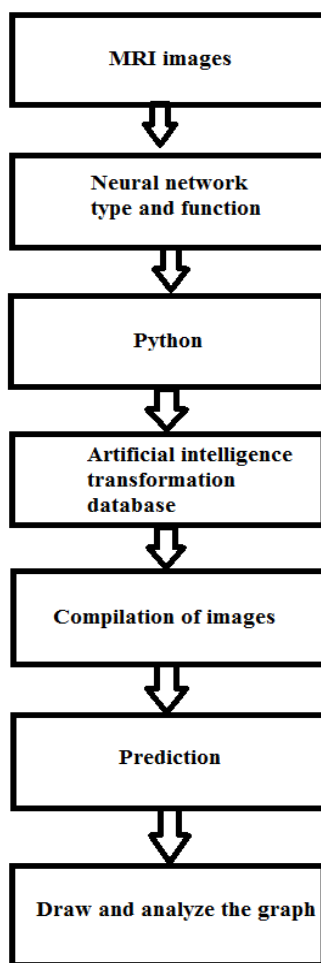 MRI images
Neural network
type and function
Python
Artificial intelligence
transformation
database
Compilation of images
Prediction
Draw and analyze the graph